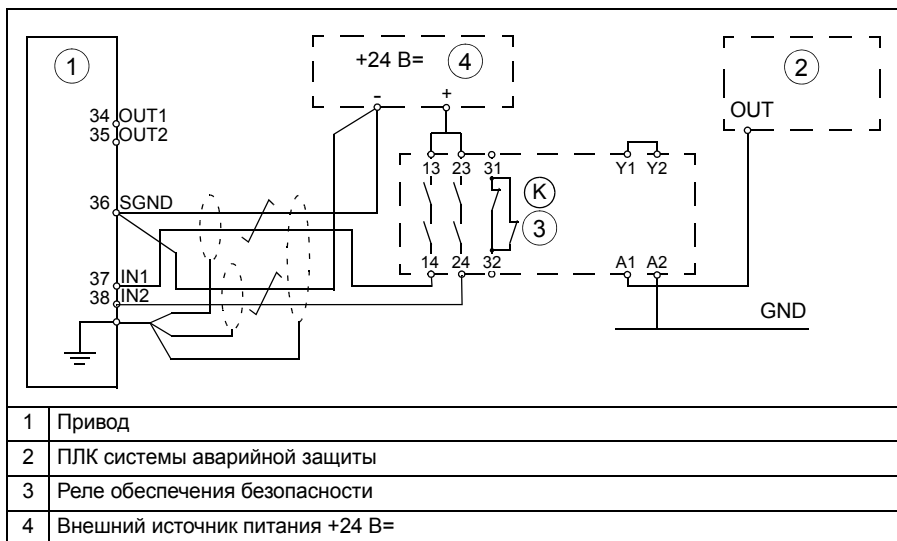 1
+24 В=
4
2
-
+
OUT
34 OUT1
35 OUT2
13 23 31
Y1 Y2
K
36 SGND
3
14 24 32
A1 A2
37 IN1
38 IN2
GND
1 Привод
2 ПЛК системы аварийной защиты
3 Реле обеспечения безопасности
4 Внешний источник питания +24 В=